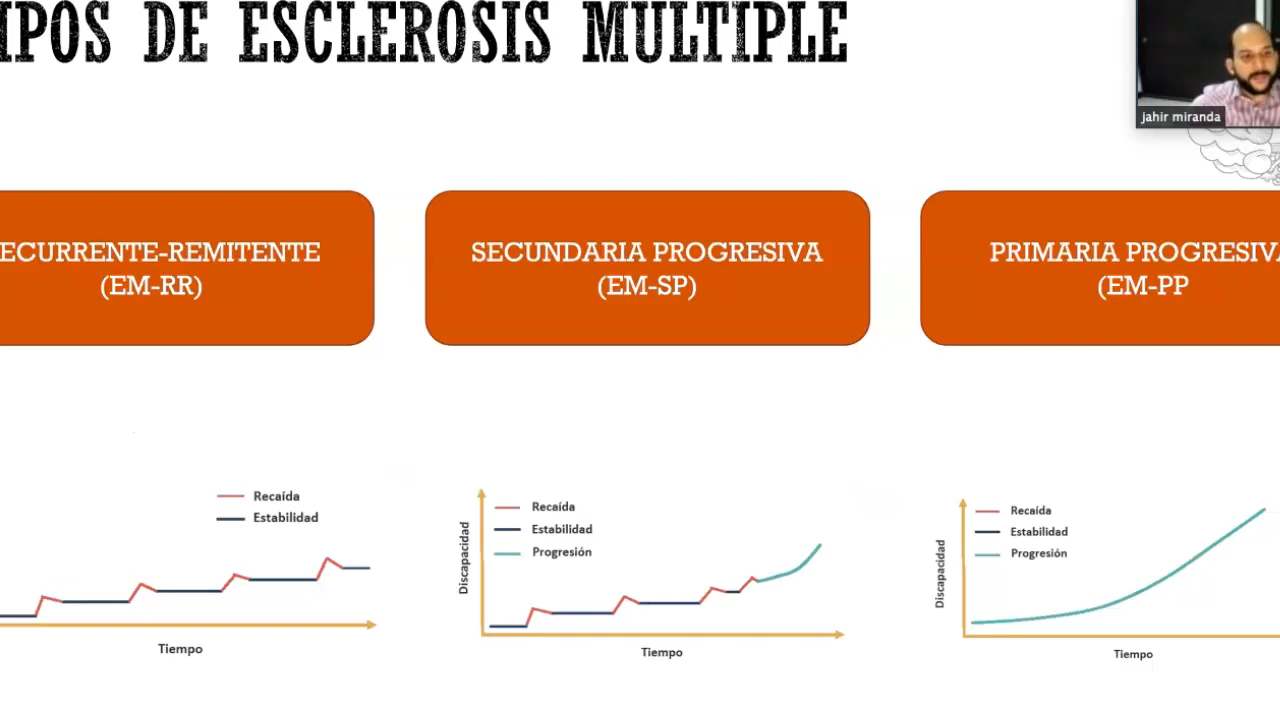 IPOS DE ESCLEROSIS MULTIPLE
jahir miranda
ECURRENTE-REMITENTE
(EM-RR)
SECUNDARIA PROGRESIVA
(EM-SP)
PRIMARIA PROGRESIVA
(EM-PP
Recaída
Estabilidad
Tiempo
Recaída
Estabilidad
Progresión
Discapacidad
Tiempo
Recaída
Estabilidad
Progresión
Discapacidad
Tiempo